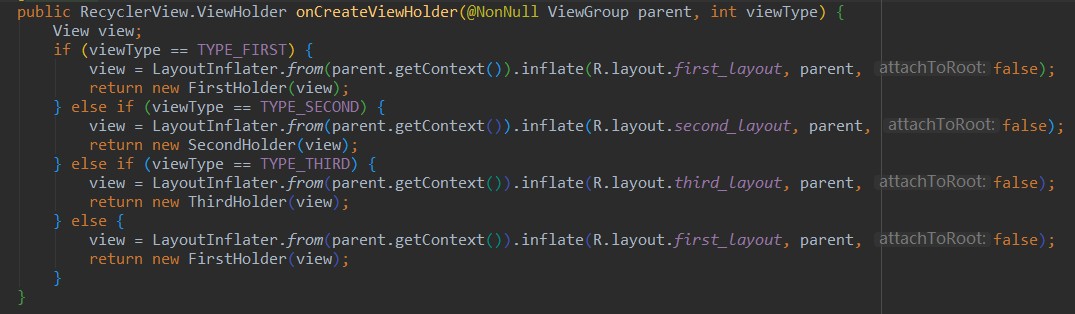 public RecyclerView.ViewHolder onCreateViewHolder(@NonNull ViewGroup parent, int viewType) {
    View view;
    if (viewType == TYPE_FIRST) {
        view = LayoutInflater.from(parent.getContext()).inflate(R.layout.first_layout, parent, attachToRoot: false);
        return new FirstHolder(view);
    } else if (viewType == TYPE_SECOND) {
        view = LayoutInflater.from(parent.getContext()).inflate(R.layout.second_layout, parent, attachToRoot: false);
        return new SecondHolder(view);
    } else if (viewType == TYPE_THIRD) {
        view = LayoutInflater.from(parent.getContext()).inflate(R.layout.third_layout, parent, attachToRoot: false);
        return new ThirdHolder(view);
    } else {
        view = LayoutInflater.from(parent.getContext()).inflate(R.layout.first_layout, parent, attachToRoot: false);
        return new FirstHolder(view);
    }
}